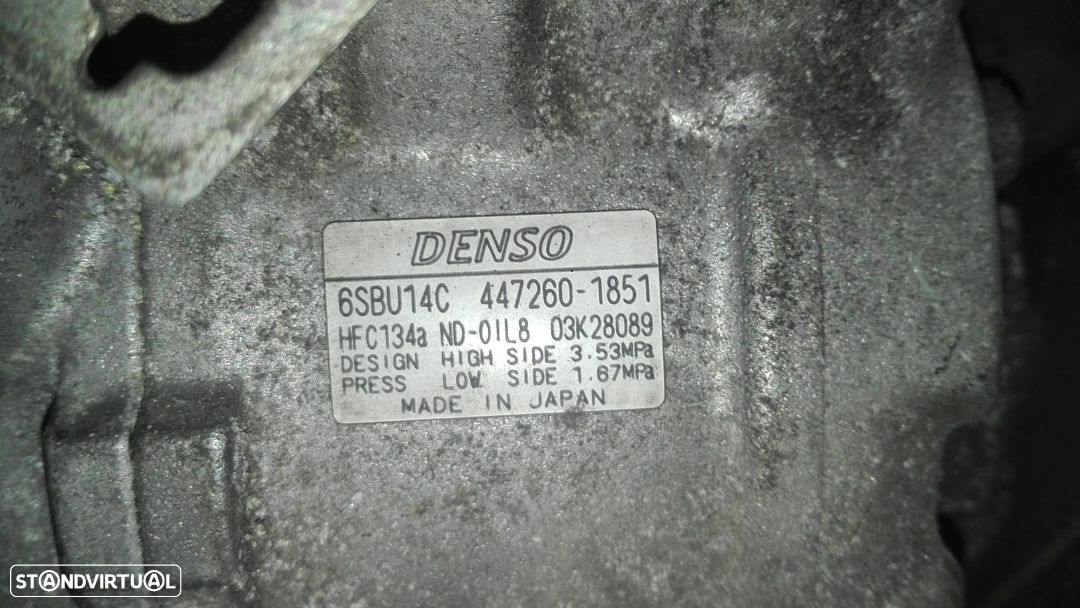 DENSO
6SBU14C 447260-1851
HFC134a ND-OIL8 03K28089
DESIGN HIGH SIDE 3.53MPa
PRESS LOW SIDE 1.67MPa
MADE IN JAPAN
STANDVIRTUAL